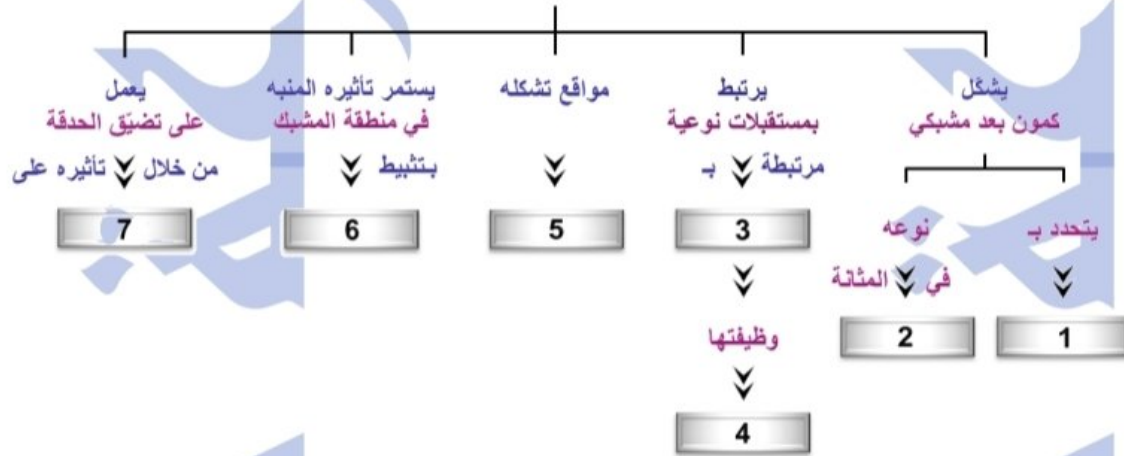 يشكّل
كمون بعد مشبكي
يتحدد بـ
1
نوعه
في المثانة
2
يرتبط
بمستقبلات نوعية
مرتبطة بـ
3
وظيفتها
4
مواقع تشكله
5
يستمر تأثيره المنبه
في منطقة المشبك
بتثبيط
6
يعمل
على تضيّق الحدقة
من خلال تأثيره على
7